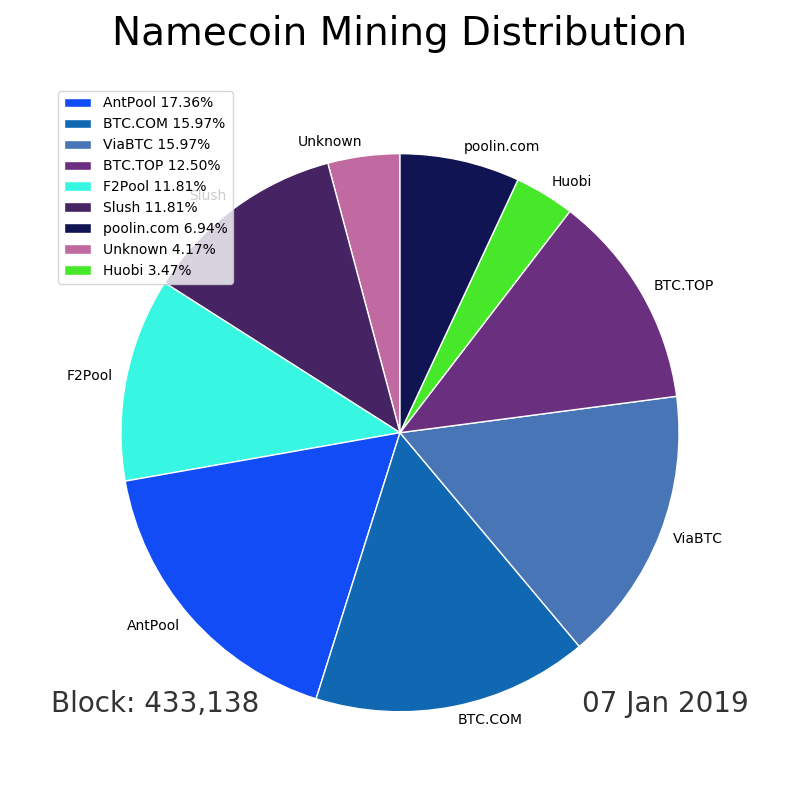 Namecoin Mining Distribution
AntPool 17.36%
BTC.COM 15.97%
ViaBTC 15.97%
BTC.TOP 12.50%
F2Pool 11.81%
Slush 11.81%
poolin.com 6.94%
Unknown 4.17%
Huobi 3.47%
Unknown
poolin.com
Huobi
Slush
BTC.TOP
F2Pool
ViaBTC
AntPool
BTC.COM
Block: 433,138
07 Jan 2019